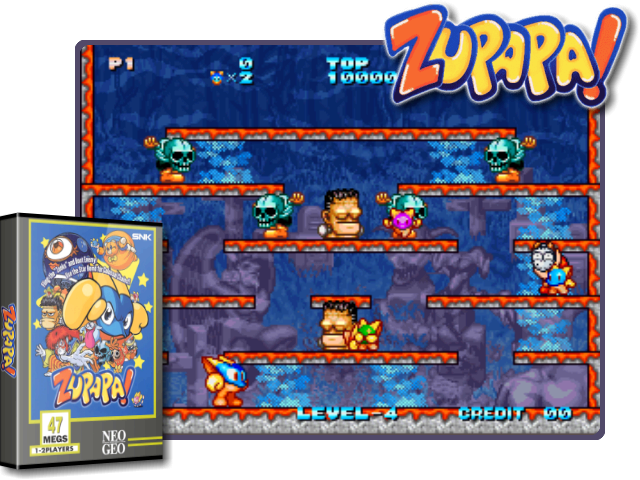 ZUPAPA!
P1 0 TOP
×2 10000
LEVEL-4 CREDIT 00
SNK
ZUPAPA!
ZUPAPA!
47
MEGS
1-2PLAYERS
NEO
GEO